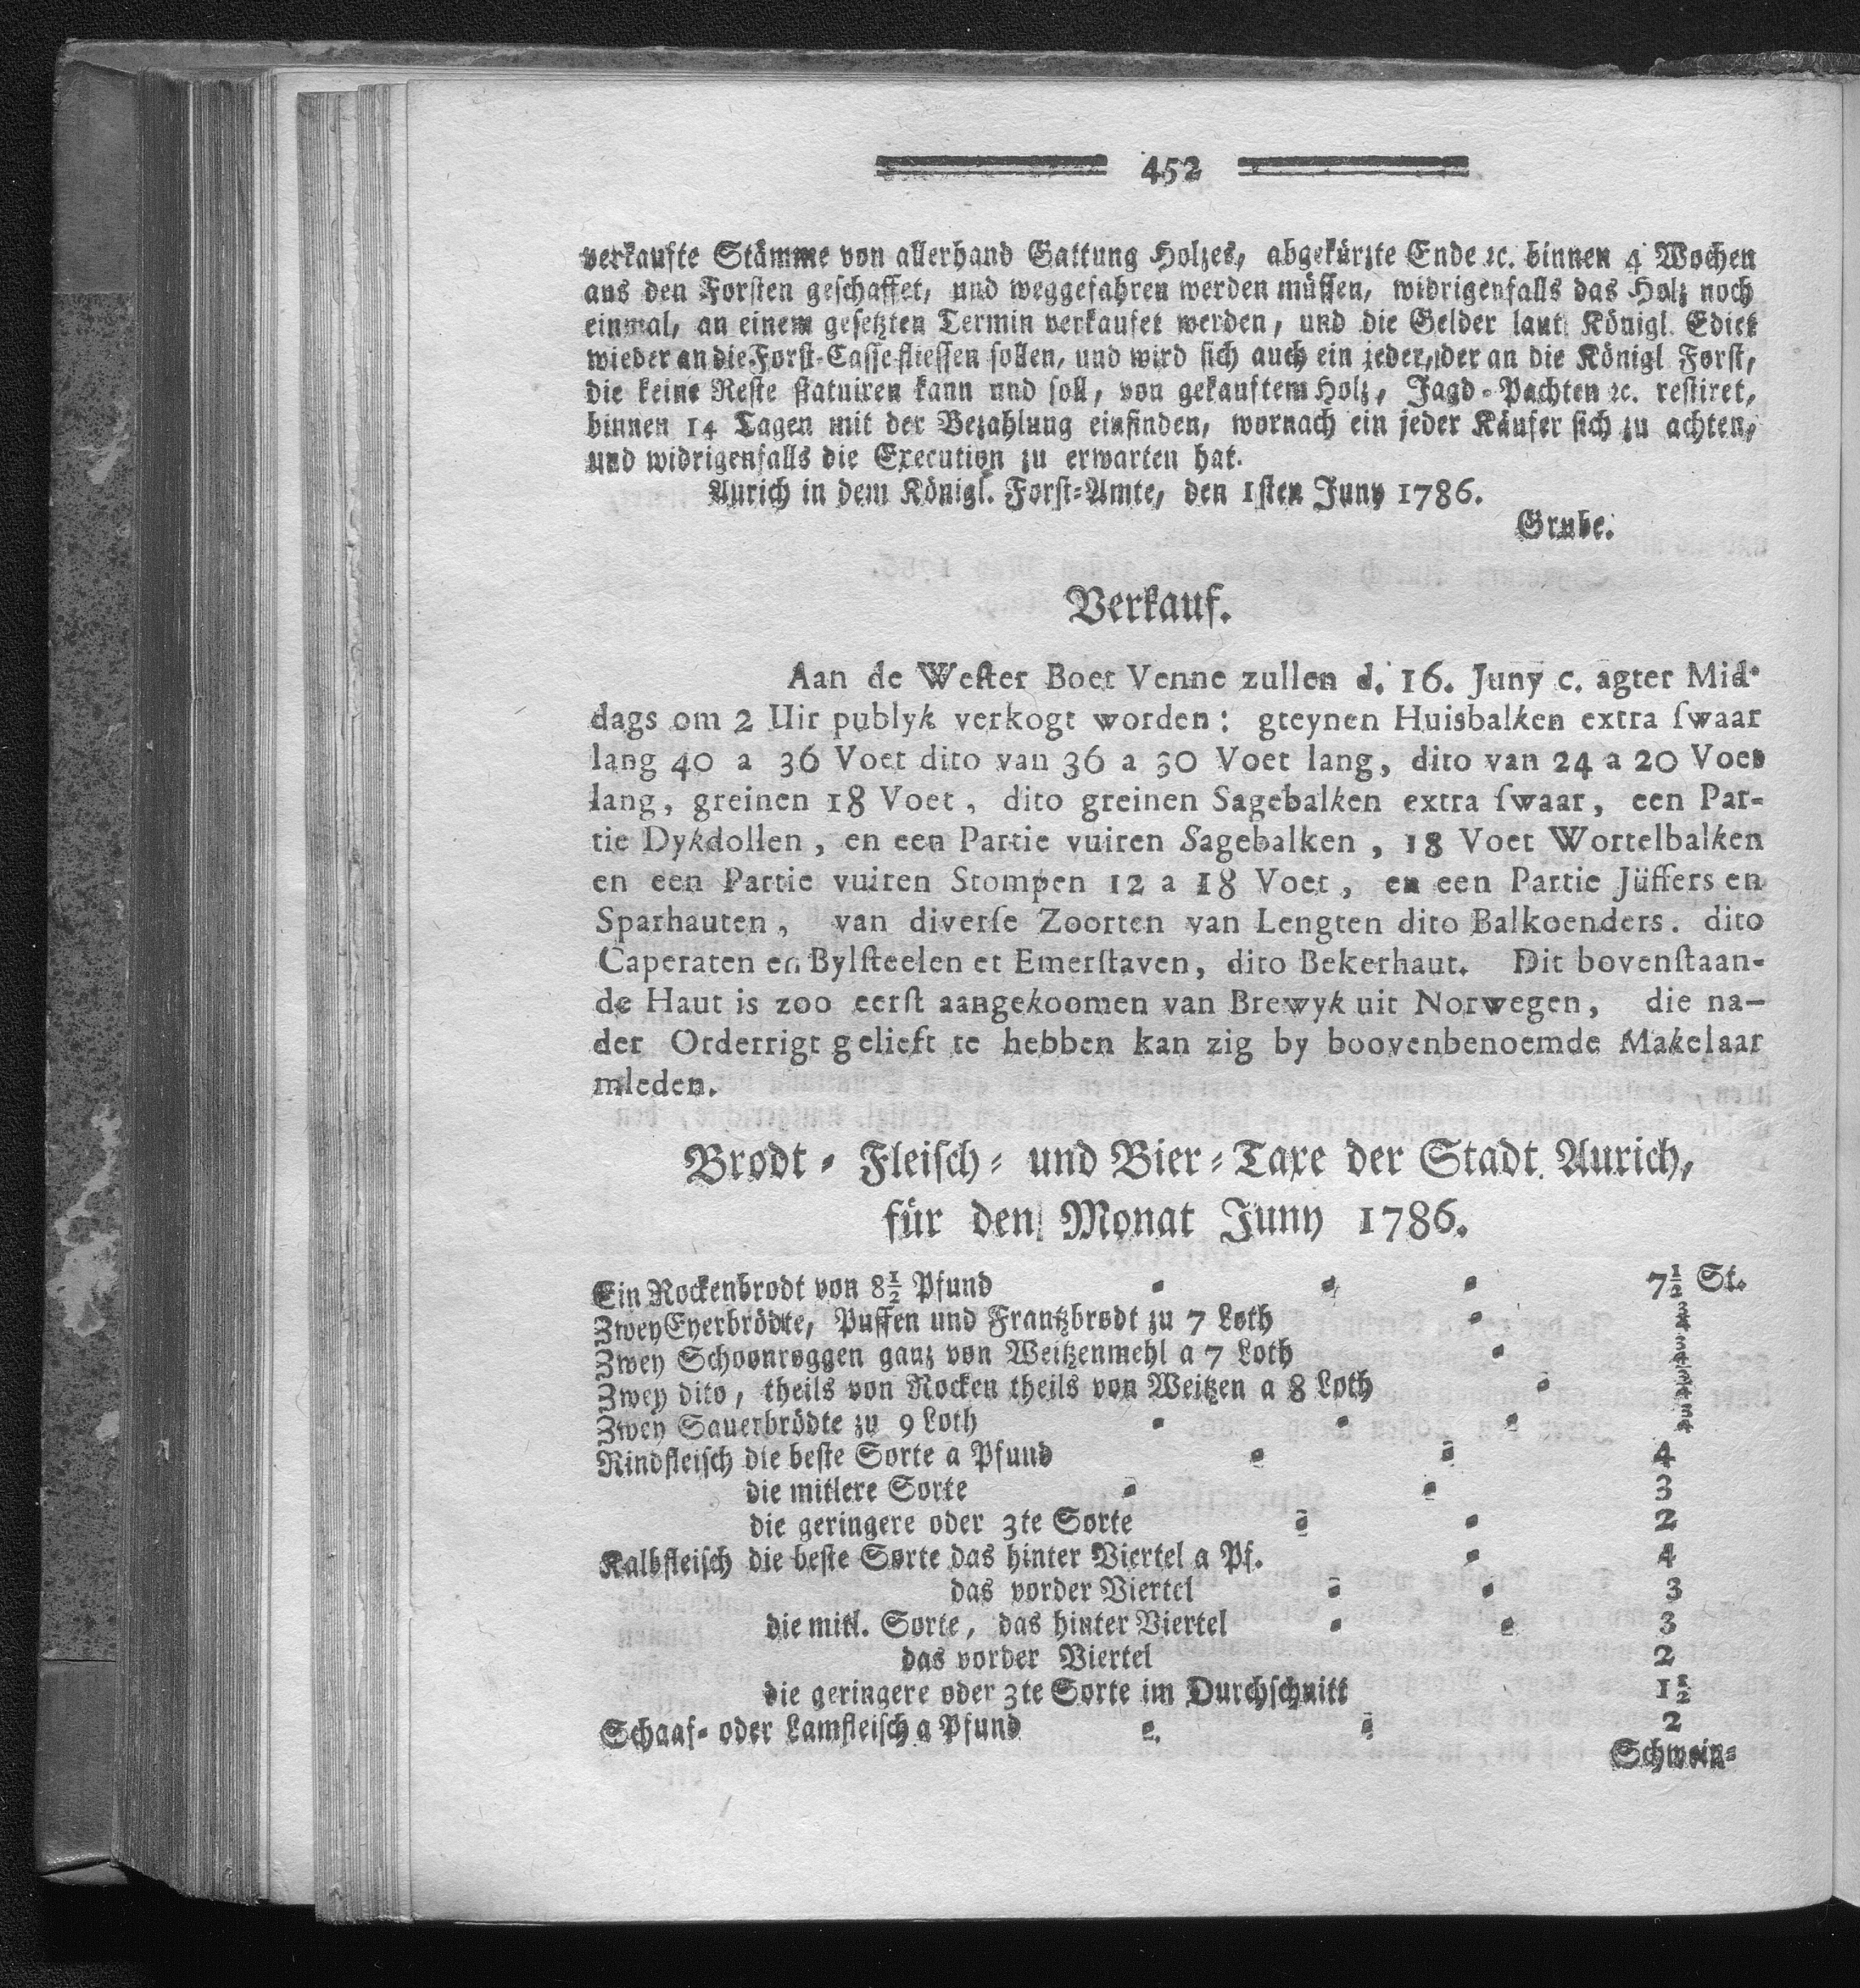 452
verkaufte Stämme von allerhand Gattung Holzes, abgekürzte Ende ꝛc. binnen 4 Wochen
aus den Forsten geschaffet, und weggefahren werden müssen, widrigenfalls das Holz noch
einmal, an einem gesetzten Termin verkaufet werden, und die Gelder laut Königl. Edict
wieder an die Forst-Casse fliessen sollen, und wird sich auch ein jeder, der an die Königl Forst,
die keine Reste statuiren kann und soll, von gekauftem Holz, Jagd-Pachten ꝛc. restiret,
binnen 14 Tagen mit der Bezahlung einfinden, wornach ein jeder Käufer sich zu achten,
und widrigenfalls die Execution zu erwarten hat.
Aurich in dem Königl. Forst-Amte, den 1sten Juny 1786.
Grube.
Verkauf.
Aan de Wester Boet Venne zullen d. 16. Juny c. agter Mid-
dags om 2 Uir publyk verkogt worden: gteynen Huisbalken extra swaar
lang 40 a 36 Voet dito van 36 a 30 Voet lang, dito van 24 a 20 Voes
lang, greinen 18 Voet, dito greinen Sagebalken extra swaar, een Par-
tie Dykdollen, en een Partie vuiren Sagebalken, 18 Voet Wortelbalken
en een Partie vuiren Stompen 12 a 18 Voet, en een Partie Jüffers en
Sparhauten, van diverse Zoorten van Lengten dito Balkoenders. dito
Caperaten en Bylsteelen et Emerstaven, dito Bekerhaut. Dit bovenstaan-
de Haut is zoo eerst aangekoomen van Brewyk uit Norwegen, die na-
der Orderrigt gelieft te hebben kan zig by boovenbenoemde Makelaar
mleden.
Brodt- Fleisch- und Bier-Taxe der Stadt Aurich,
für den Monat Juny 1786.
Ein Rockenbrodt von 8½ Pfund 7½ St.
Zwey Eyerbrödte, Puffen und Frantzbrodt zu 7 Loth ¾
Zwey Schoonroggen ganz von Weitzenmehl a 7 Loth ¾
Zwey dito, theils von Rocken theils von Weitzen a 8 Loth ¾
Zwey Sauerbrödte zu 9 Loth ¾
Rindfleisch die beste Sorte a Pfund 4
die mitlere Sorte 3
die geringere oder 3te Sorte 2
Kalbfleisch die beste Sorte das hinter Viertel a Pf. 4
das vorder Viertel 3
die mitl. Sorte, das hinter Viertel 3
das vorder Viertel 2
die geringere oder 3te Sorte im Durchschnitt 1½
Schaaf- oder Lamfleisch a Pfund 2
Schwein-